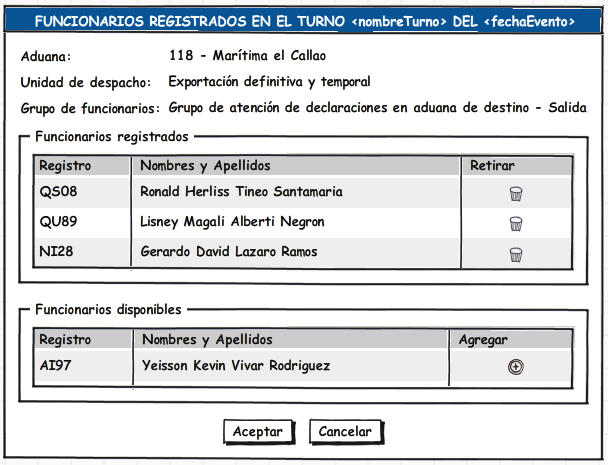 FUNCIONARIOS REGISTRADOS EN EL TURNO <nombreTurno> DEL <fechaEvento>
Aduana: 118 - Marítima el Callao
Unidad de despacho: Exportación definitiva y temporal
Grupo de funcionarios: Grupo de atención de declaraciones en aduana de destino - Salida
Funcionarios registrados
Registro Nombres y Apellidos Retirar
QS08 Ronald Herliss Tineo Santamaria
QU89 Lisney Magali Alberti Negron
NI28 Gerardo David Lazaro Ramos
Funcionarios disponibles
Registro Nombres y Apellidos Agregar
AI97 Yeisson Kevin Vivar Rodriguez
Aceptar Cancelar